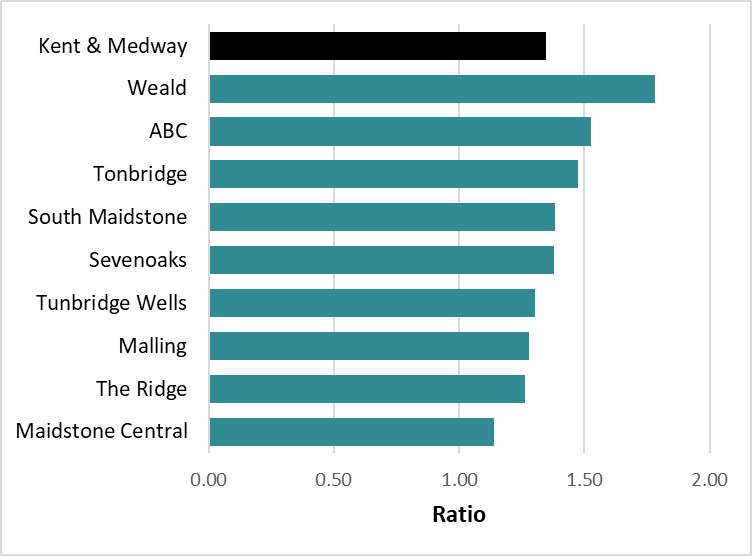 Kent & Medway
Weald
ABC
Tonbridge
South Maidstone
Sevenoaks
Tunbridge Wells
Malling
The Ridge
Maidstone Central
0.00 0.50 1.00 1.50 2.00
Ratio